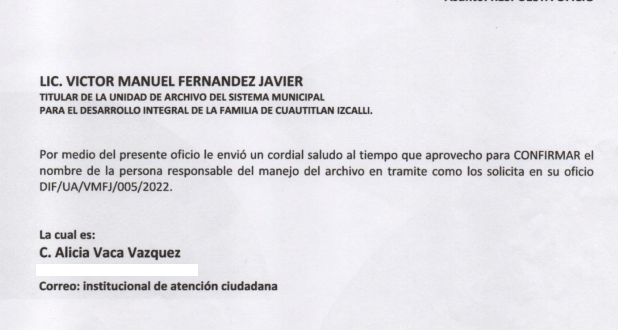 LIC. VICTOR MANUEL FERNANDEZ JAVIER
TITULAR DE LA UNIDAD DE ARCHIVO DEL SISTEMA MUNICIPAL
PARA EL DESARROLLO INTEGRAL DE LA FAMILIA DE CUAUTITLAN IZCALLI.
Por medio del presente oficio le envió un cordial saludo al tiempo que aprovecho para CONFIRMAR el
nombre de la persona responsable del manejo del archivo en tramite como los solicita en su oficio
DIF/UA/VMFJ/005/2022.
La cual es:
C. Alicia Vaca Vazquez
Correo: institucional de atención ciudadana